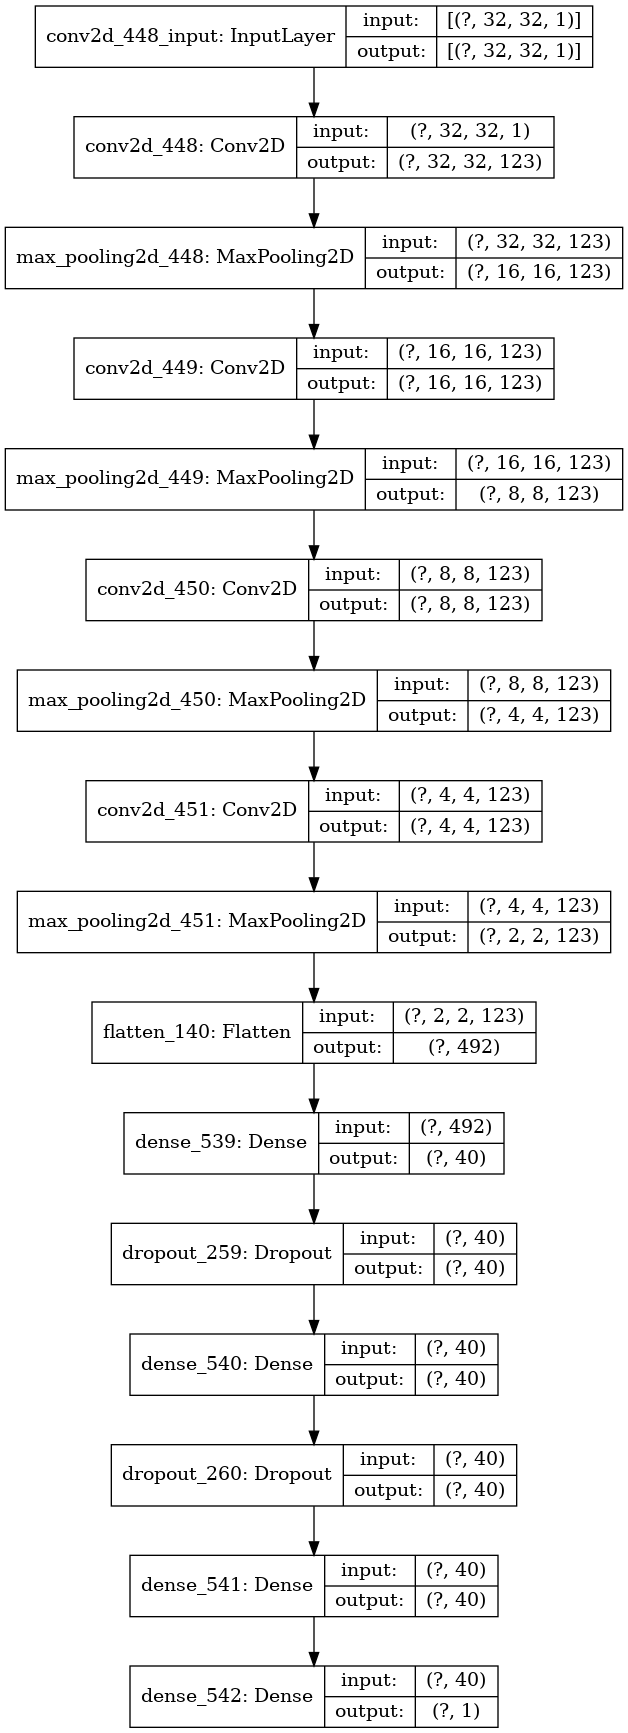 conv2d_448_input: InputLayer
input:
[(?, 32, 32, 1)]
output:
[(?, 32, 32, 1)]
conv2d_448: Conv2D
input:
(?, 32, 32, 1)
output:
(?, 32, 32, 123)
max_pooling2d_448: MaxPooling2D
input:
(?, 32, 32, 123)
output:
(?, 16, 16, 123)
conv2d_449: Conv2D
input:
(?, 16, 16, 123)
output:
(?, 16, 16, 123)
max_pooling2d_449: MaxPooling2D
input:
(?, 16, 16, 123)
output:
(?, 8, 8, 123)
conv2d_450: Conv2D
input:
(?, 8, 8, 123)
output:
(?, 8, 8, 123)
max_pooling2d_450: MaxPooling2D
input:
(?, 8, 8, 123)
output:
(?, 4, 4, 123)
conv2d_451: Conv2D
input:
(?, 4, 4, 123)
output:
(?, 4, 4, 123)
max_pooling2d_451: MaxPooling2D
input:
(?, 4, 4, 123)
output:
(?, 2, 2, 123)
flatten_140: Flatten
input:
(?, 2, 2, 123)
output:
(?, 492)
dense_539: Dense
input:
(?, 492)
output:
(?, 40)
dropout_259: Dropout
input:
(?, 40)
output:
(?, 40)
dense_540: Dense
input:
(?, 40)
output:
(?, 40)
dropout_260: Dropout
input:
(?, 40)
output:
(?, 40)
dense_541: Dense
input:
(?, 40)
output:
(?, 40)
dense_542: Dense
input:
(?, 40)
output:
(?, 1)